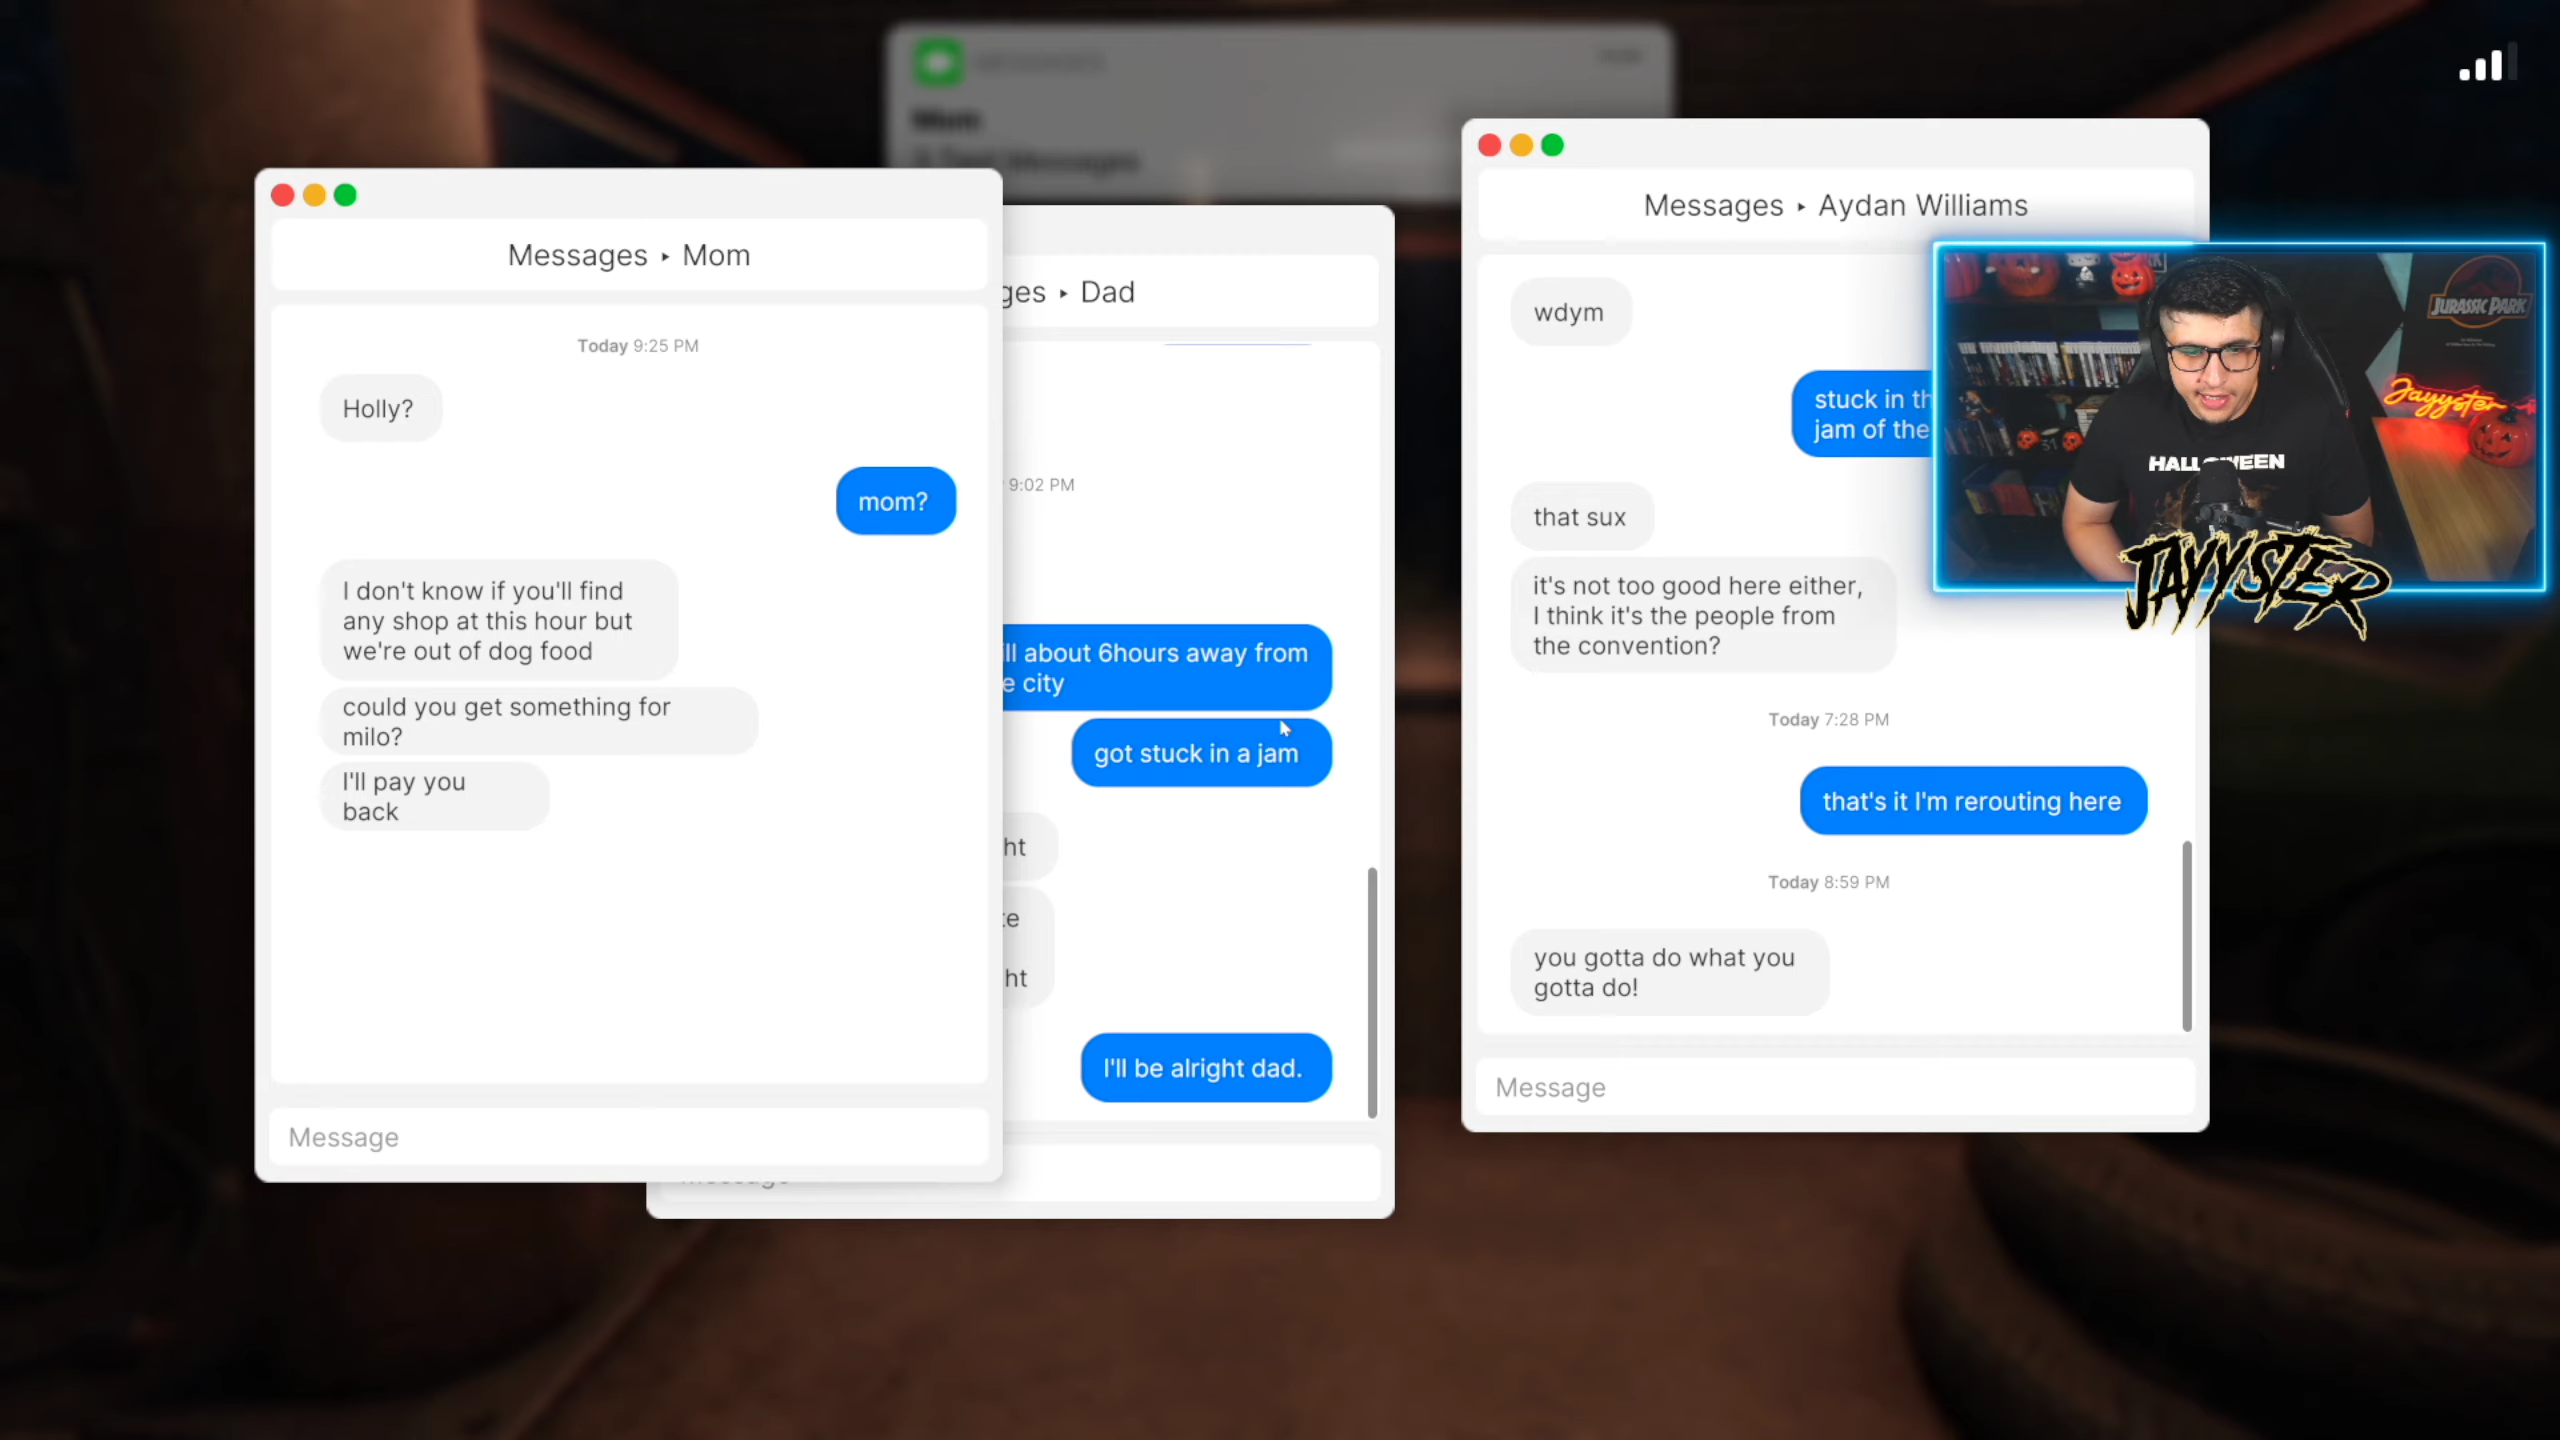 Mom
Messages ▸ Mom
Today 9:25 PM
Holly?
mom?
I don't know if you'll find
any shop at this hour but
we're out of dog food
could you get something for
milo?
I'll pay you
back
Message
ges ▸ Dad
9:02 PM
ll about 6hours away from
e city
got stuck in a jam
ht
te
ht
I'll be alright dad.
Messages ▸ Aydan Williams
wdym
stuck in th
jam of the
that sux
it's not too good here either,
I think it's the people from
the convention?
Today 7:28 PM
that's it I'm rerouting here
Today 8:59 PM
you gotta do what you
gotta do!
Message
JURASSIC PARK
Jayyster
HALLOWEEN
JAYYSTER